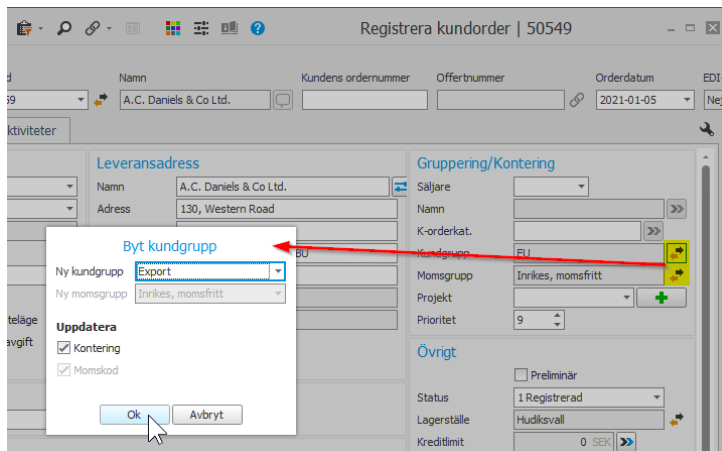 Registrera kundorder | 50549
Namn
Kundens ordernummer
Offertnummer
Orderdatum
EDI
A.C. Daniels & Co Ltd.
2021-01-05
ktiviteter
Leveransadress
Namn
A.C. Daniels & Co Ltd.
Adress
130, Western Road
Gruppering/Kontering
Säljare
Namn
K-orderkat.
Kundgrupp
EU
Momsgrupp
Inrikes, momsfritt
Projekt
Prioritet
9
Byt kundgrupp
Ny kundgrupp
Export
Ny momsgrupp
Inrikes, momsfritt
Uppdatera
Kontering
Momskod
Ok
Avbryt
teläge
avgift
Övrigt
Preliminär
Status
1 Registrerad
Lagerställe
Hudiksvall
Kreditlimit
0 SEK